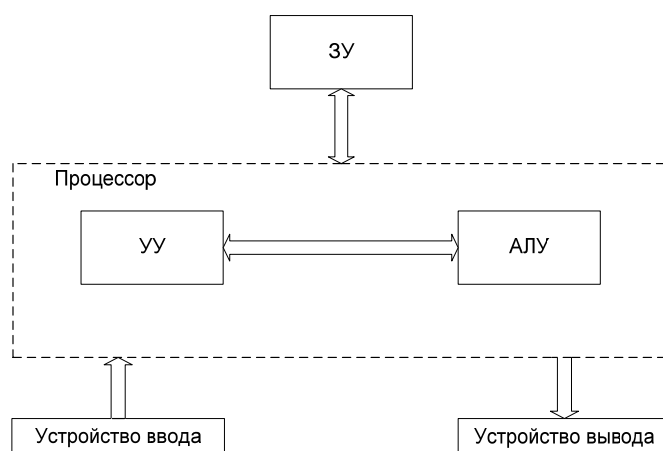 ЗУ
Процессор
УУ
АЛУ
Устройство ввода
Устройство вывода